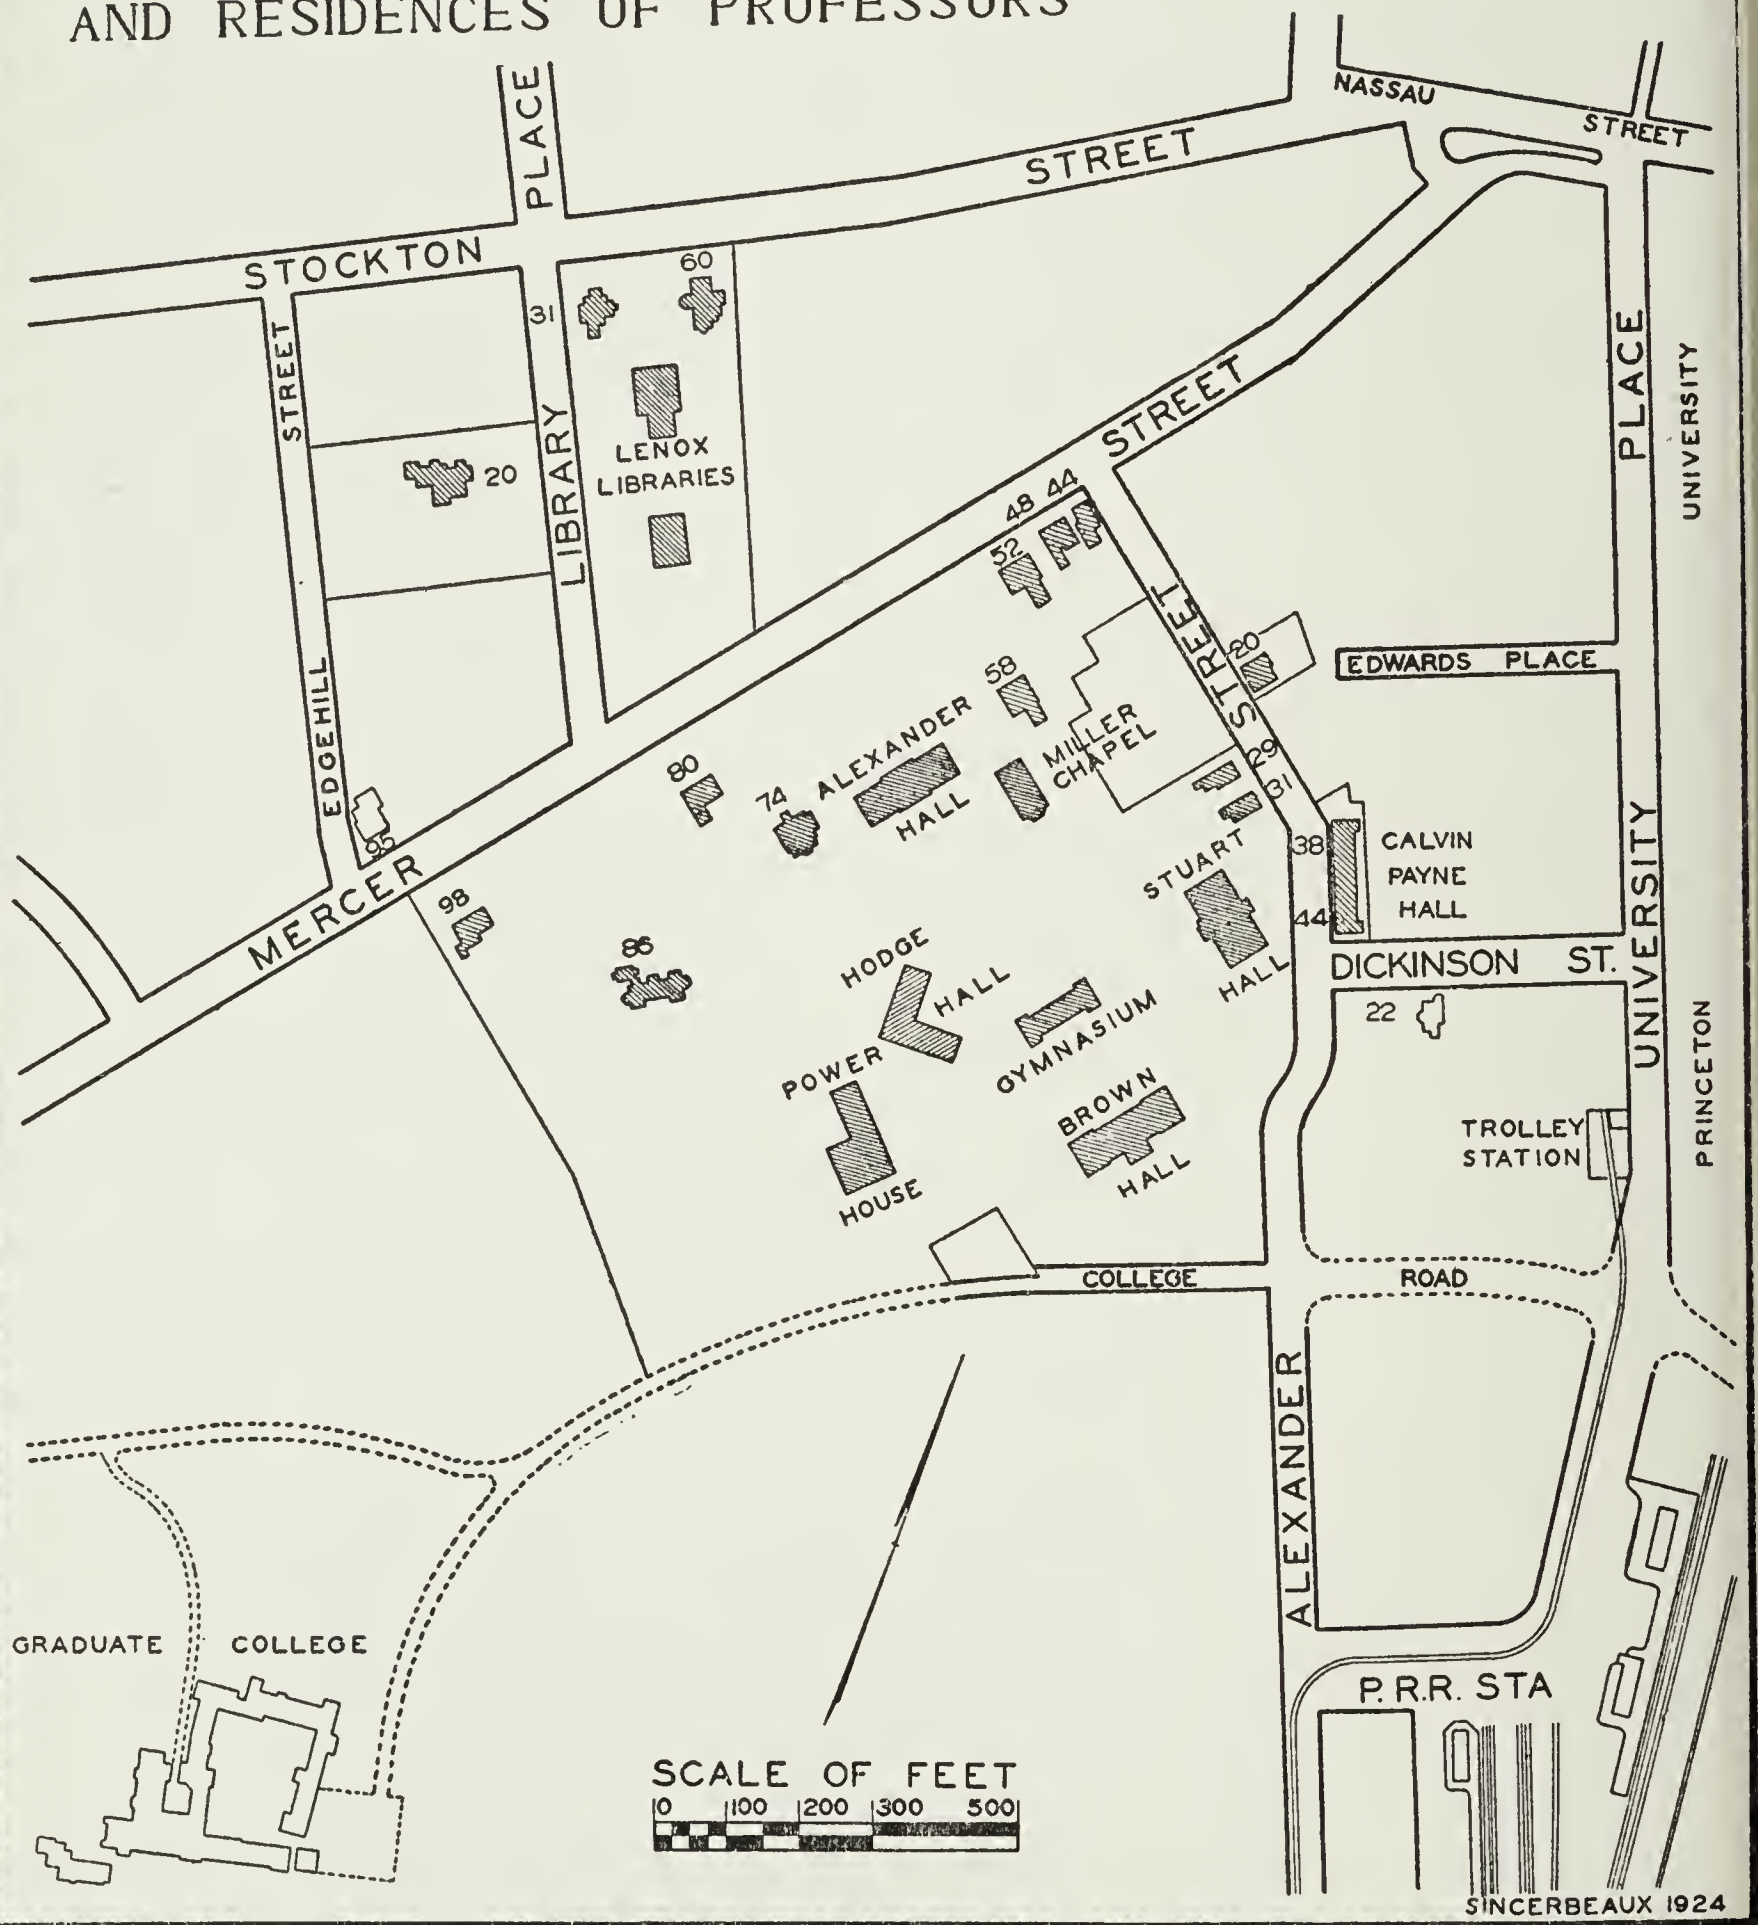 AND RESIDENCES OF PROFESSORS
PLACE
NASSAU
STREET
STREET
STOCKTON
60
31
STREET
PLACE
UNIVERSITY
STREET
LIBRARY
LENOX
LIBRARIES
20
48 44
52
STREET
20
EDWARDS PLACE
58
EDGEHILL
ALEXANDER
HALL
MILLER
CHAPEL
STREET
29
31
80
74
95
MERCER
98
STUART
HALL
38
44
CALVIN
PAYNE
HALL
UNIVERSITY
86
HODGE
HALL
DICKINSON ST.
22
GYMNASIUM
POWER
HOUSE
BROWN
HALL
TROLLEY
STATION
PRINCETON
COLLEGE ROAD
ALEXANDER
GRADUATE COLLEGE
P.R.R. STA
SCALE OF FEET
0 100 200 300 500
SINCERBEAUX 1924